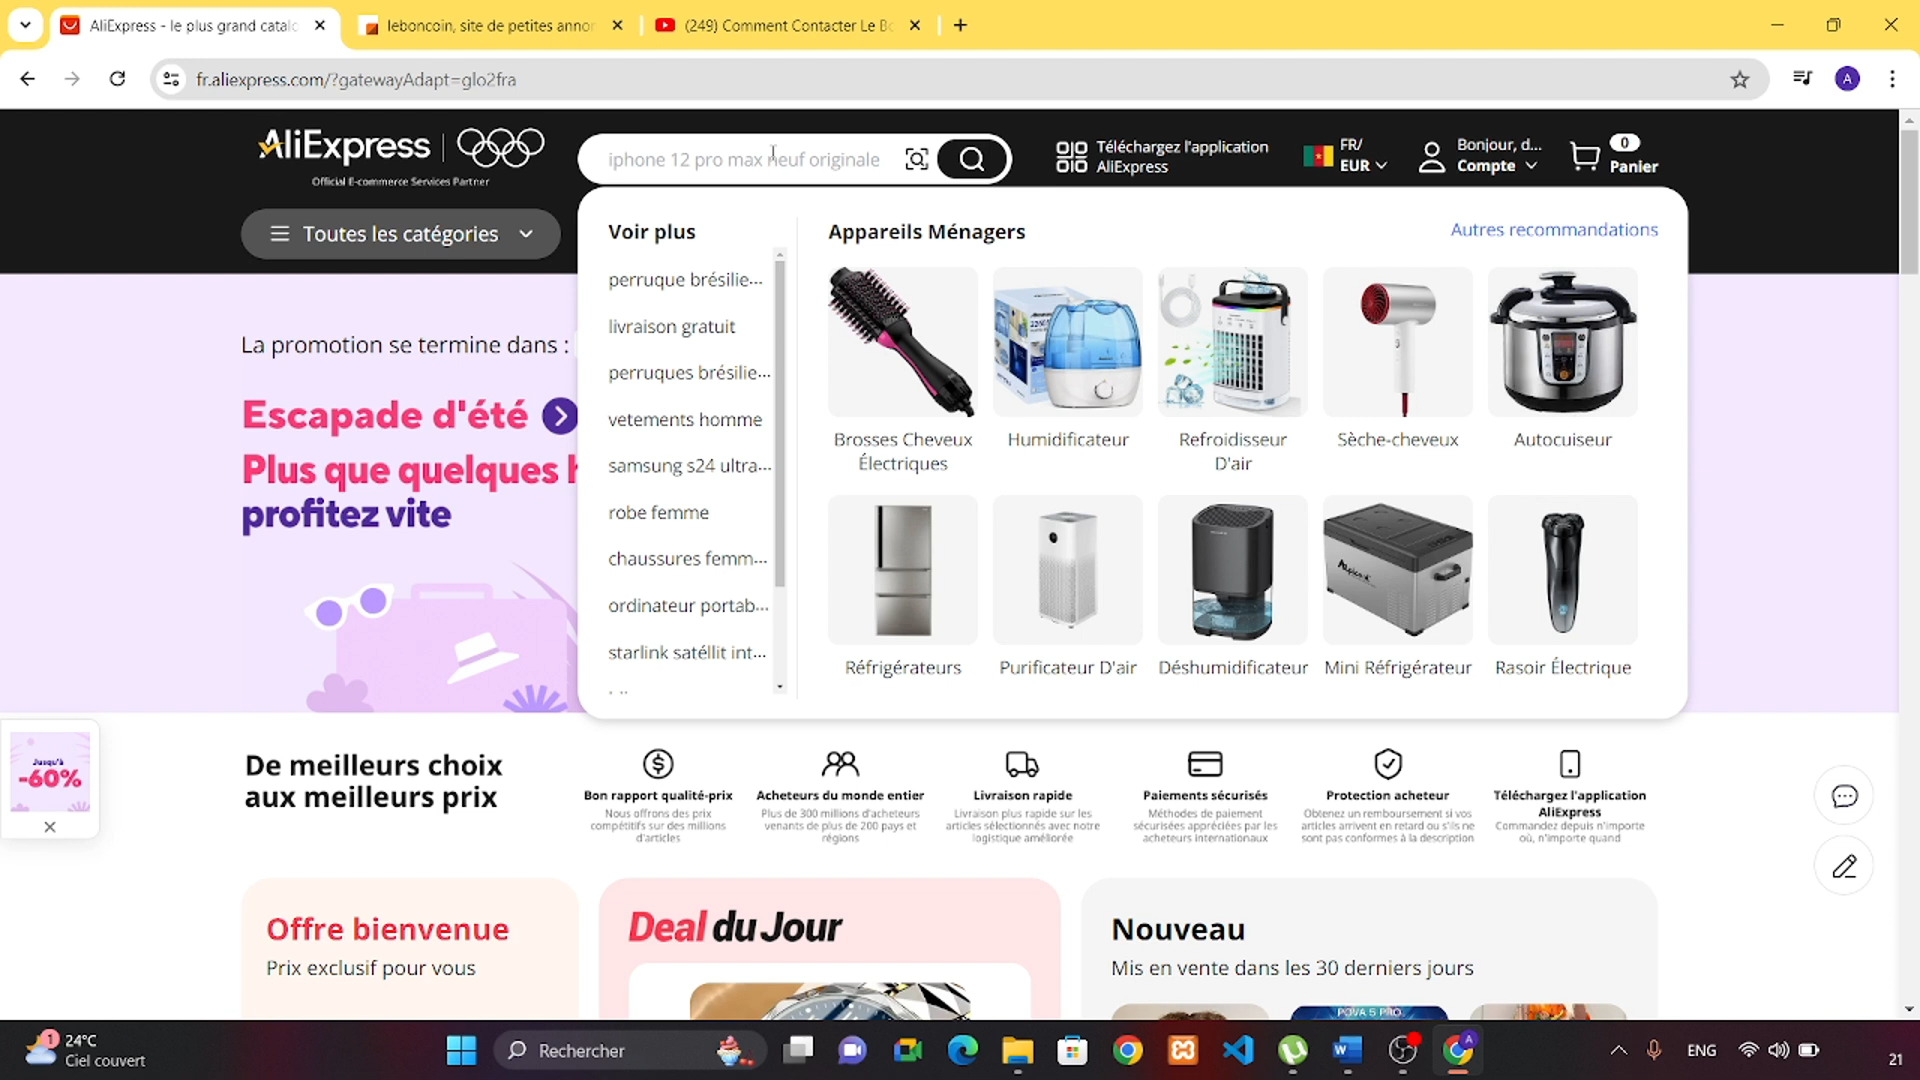 AliExpress - le plus grand catalo
leboncoin, site de petites annon
(249) Comment Contacter Le Bo
fr.aliexpress.com/?gatewayAdapt=glo2fra
A
AliExpress
Official E-commerce Services Partner
iphone 12 pro max neuf originale
Téléchargez l'application
AliExpress
FR/
EUR
Bonjour, d...
Compte
0
Panier
Toutes les catégories
Voir plus
perruque brésilie...
livraison gratuit
perruques brésilie...
vetements homme
samsung s24 ultra...
robe femme
chaussures femm...
ordinateur portab...
starlink satéllit int...
Appareils Ménagers
Autres recommandations
Brosses Cheveux
Électriques
Humidificateur
Refroidisseur
D'air
Sèche-cheveux
Autocuiseur
Réfrigérateurs
Purificateur D'air
Déshumidificateur
Mini Réfrigérateur
Rasoir Électrique
La promotion se termine dans :
Escapade d'été
Plus que quelques h
profitez vite
Jusqu'à
-60%
De meilleurs choix
aux meilleurs prix
Bon rapport qualité-prix
Nous offrons des prix
compétitifs sur des millions
d'articles
Acheteurs du monde entier
Plus de 300 millions d'acheteurs
venants de plus de 200 pays et
régions
Livraison rapide
Livraison plus rapide sur les
articles sélectionnés avec notre
logistique améliorée
Paiements sécurisés
Méthodes de paiement
sécurisées appréciées par les
acheteurs internationaux
Protection acheteur
Obtenez un remboursement si vos
articles arrivent en retard ou s'ils ne
sont pas conformes à la description
Téléchargez l'application
AliExpress
Commandez depuis n'importe
où, n'importe quand
Offre bienvenue
Prix exclusif pour vous
Deal du Jour
Nouveau
Mis en vente dans les 30 derniers jours
POVA 5 PRO
1
24°C
Ciel couvert
Rechercher
A
ENG
21